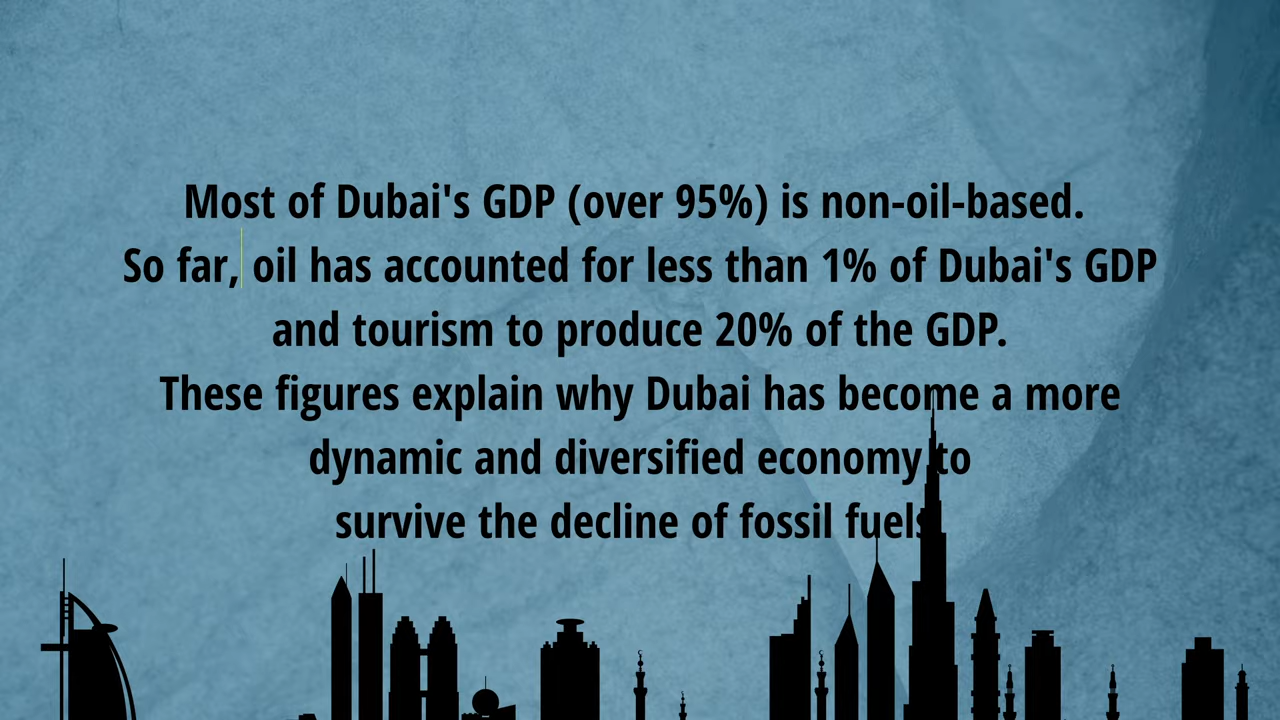 Most of Dubai's GDP (over 95%) is non-oil-based.
So far, oil has accounted for less than 1% of Dubai's GDP
and tourism to produce 20% of the GDP.
These figures explain why Dubai has become a more
dynamic and diversified economy to
survive the decline of fossil fuels